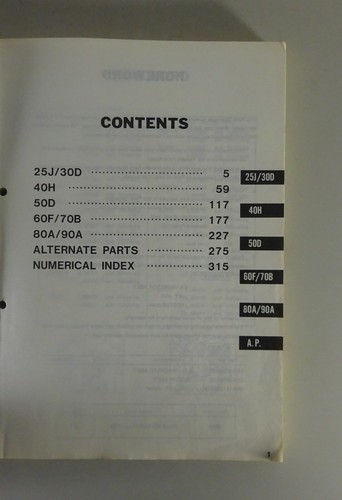 CONTENTS
25J/30D ........................ 5
40H ............................ 59
50D ............................ 117
60F/70B ........................ 177
80A/90A ........................ 227
ALTERNATE PARTS ............... 275
NUMERICAL INDEX ............... 315
25J/30D
40H
50D
60F/70B
80A/90A
A.P.